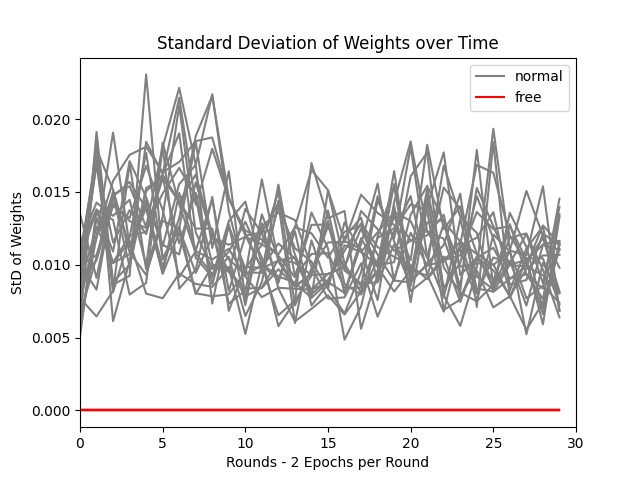 Standard Deviation of Weights over Time
normal
free
StD of Weights
0.020
0.015
0.010
0.005
0.000
0 5 10 15 20 25 30
Rounds - 2 Epochs per Round